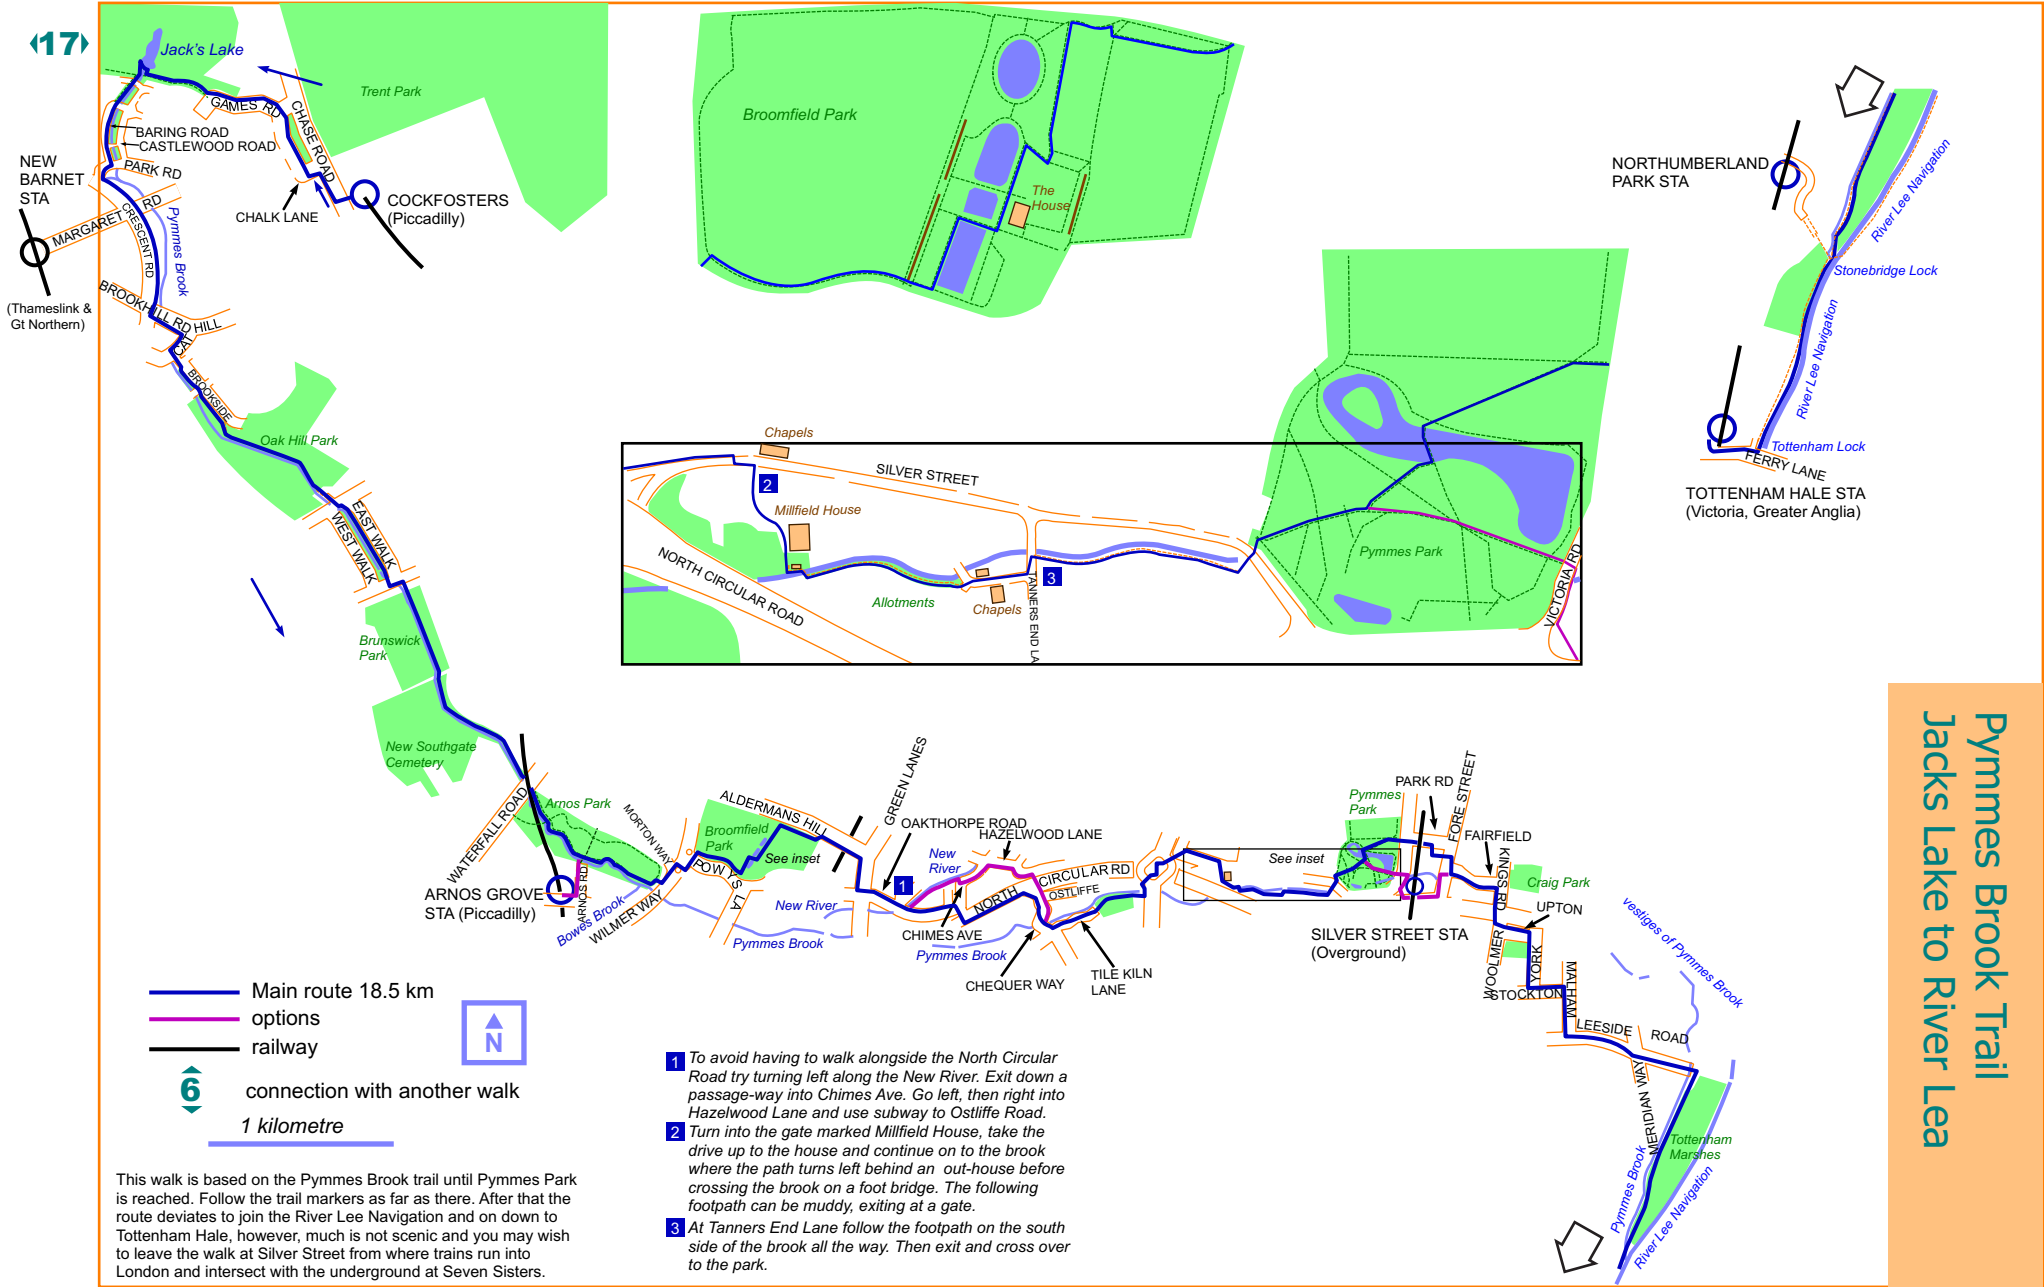 17
Jack's Lake
Trent Park
GAMES RD
CHASE ROAD
BARING ROAD
CASTLEWOOD ROAD
NEW
BARNET
STA
PARK RD
MARGARET RD
CRESCENT RD
Pymmes Brook
CHALK LANE
COCKFOSTERS
(Piccadilly)
(Thameslink &
Gt Northern)
BROOKHILL RD
CAT HILL
BROOKSIDE
Oak Hill Park
EAST WALK
WEST WALK
Brunswick
Park
New Southgate
Cemetery
Broomfield Park
The
House
NORTHUMBERLAND
PARK STA
River Lee Navigation
Stonebridge Lock
River Lee Navigation
Tottenham Lock
FERRY LANE
TOTTENHAM HALE STA
(Victoria, Greater Anglia)
Chapels
SILVER STREET
2
Millfield House
NORTH CIRCULAR ROAD
Allotments
Chapels
3
TANNERS END LA
Pymmes Park
VICTORIA RD
WATERFALL ROAD
Arnos Park
MORTON WAY
ARNOS GROVE
STA (Piccadilly)
ARNOS RD
Bowes Brook
WILMER WAY
POWYS LA
Broomfield
Park
See inset
ALDERMANS HILL
GREEN LANES
OAKTHORPE ROAD
HAZELWOOD LANE
New
River
1
New River
Pymmes Brook
CHIMES AVE
NORTH CIRCULAR RD
OSTLIFFE
Pymmes Brook
CHEQUER WAY
TILE KILN
LANE
See inset
Pymmes
Park
PARK RD
FORE STREET
FAIRFIELD
KINGS RD
Craig Park
UPTON
SILVER STREET STA
(Overground)
WOOLMER
YORK
STOCKTON
MALHAM
vestiges of Pymmes Brook
LEESIDE ROAD
MERIDIAN WAY
Tottenham
Marshes
Pymmes Brook
River Lee Navigation
Pymmes Brook Trail
Jacks Lake to River Lea
Main route 18.5 km
options
railway
N
6
connection with another walk
1 kilometre
This walk is based on the Pymmes Brook trail until Pymmes Park
is reached. Follow the trail markers as far as there. After that the
route deviates to join the River Lee Navigation and on down to
Tottenham Hale, however, much is not scenic and you may wish
to leave the walk at Silver Street from where trains run into
London and intersect with the underground at Seven Sisters.
1 To avoid having to walk alongside the North Circular
Road try turning left along the New River. Exit down a
passage-way into Chimes Ave. Go left, then right into
Hazelwood Lane and use subway to Ostliffe Road.
2 Turn into the gate marked Millfield House, take the
drive up to the house and continue on to the brook
where the path turns left behind an out-house before
crossing the brook on a foot bridge. The following
footpath can be muddy, exiting at a gate.
3 At Tanners End Lane follow the footpath on the south
side of the brook all the way. Then exit and cross over
to the park.